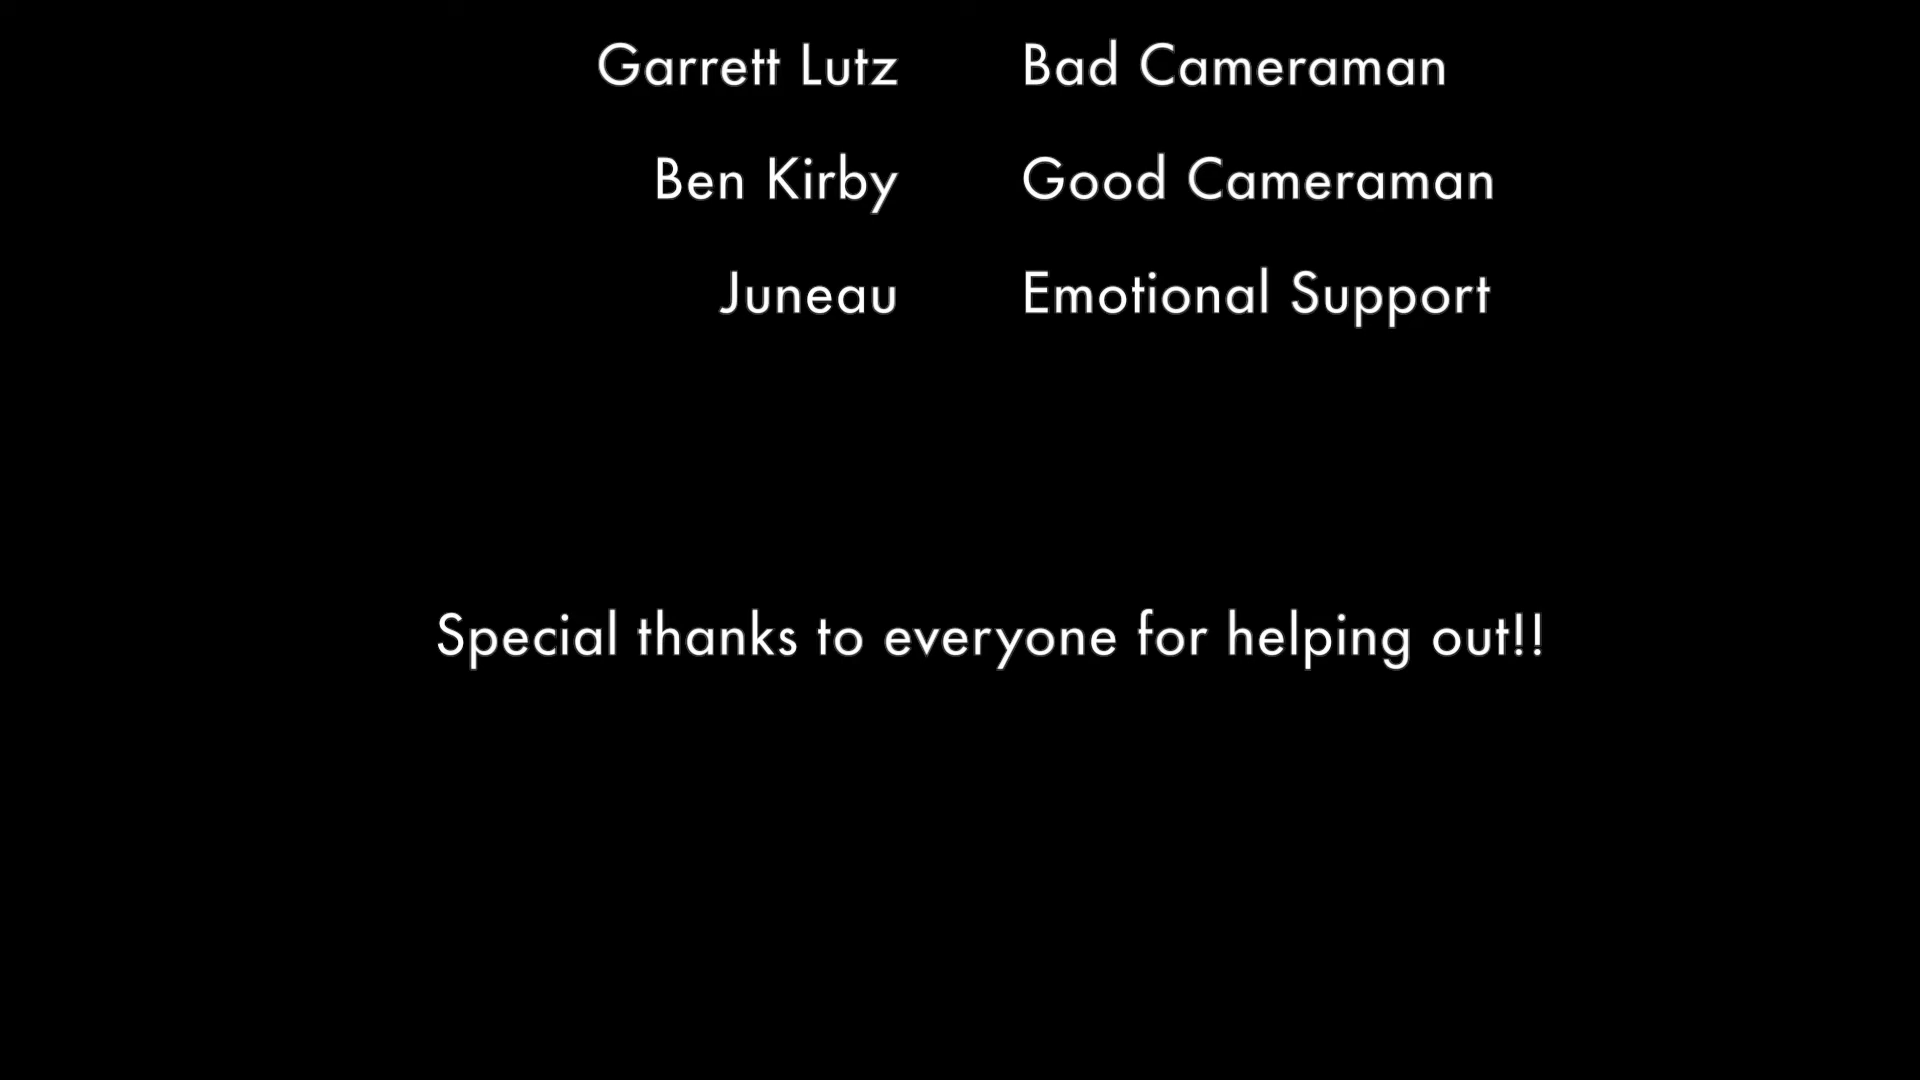 Garrett Lutz Bad Cameraman
Ben Kirby Good Cameraman
Juneau Emotional Support
Special thanks to everyone for helping out!!